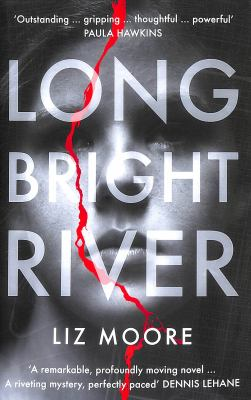 ‘Outstanding ... gripping ... thoughtful ... powerful’
PAULA HAWKINS
LONG
BRIGHT
RIVER
LIZ MOORE
‘A remarkable, profoundly moving novel ...
A riveting mystery, perfectly paced’ DENNIS LEHANE